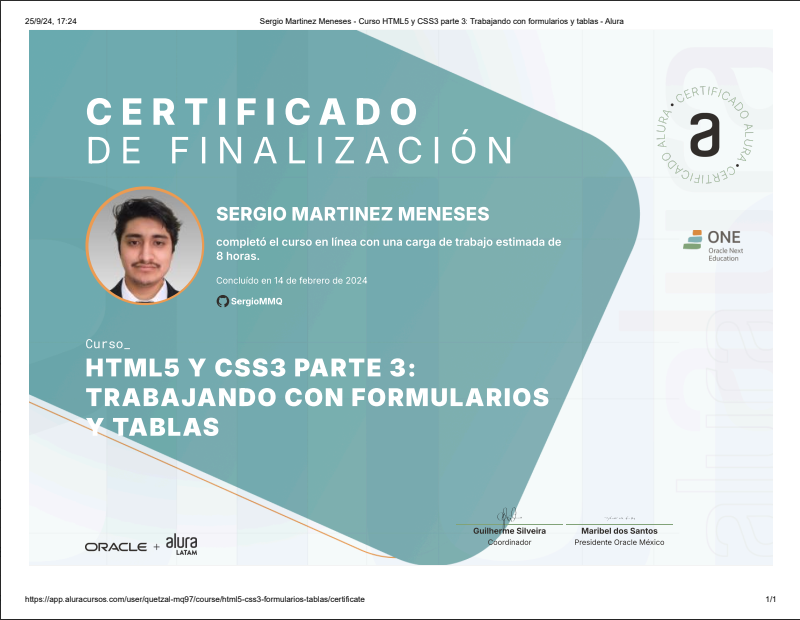 25/9/24, 17:24
Sergio Martinez Meneses - Curso HTML5 y CSS3 parte 3: Trabajando con formularios y tablas - Alura
CERTIFICADO
DE FINALIZACIÓN
CERTIFICADO ALURA • CERTIFICADO ALURA •
a
SERGIO MARTINEZ MENESES
completó el curso en línea con una carga de trabajo estimada de
8 horas.
Concluído en 14 de febrero de 2024
SergioMMQ
ONE
Oracle Next
Education
Curso_
HTML5 Y CSS3 PARTE 3:
TRABAJANDO CON FORMULARIOS
Y TABLAS
ORACLE + alura
LATAM
Guilherme Silveira
Coordinador
Maribel dos Santos
Presidente Oracle México
https://app.aluracursos.com/user/quetzal-mq97/course/html5-css3-formularios-tablas/certificate
1/1